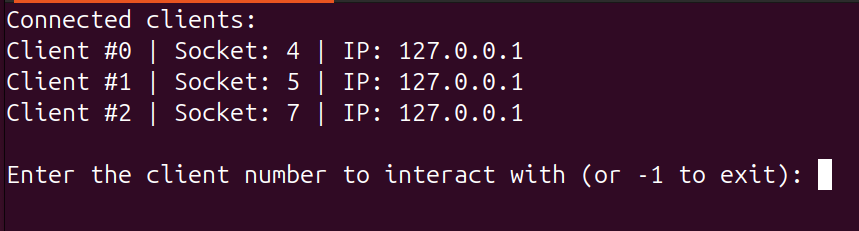 Connected clients:
Client #0 | Socket: 4 | IP: 127.0.0.1
Client #1 | Socket: 5 | IP: 127.0.0.1
Client #2 | Socket: 7 | IP: 127.0.0.1
Enter the client number to interact with (or -1 to exit):